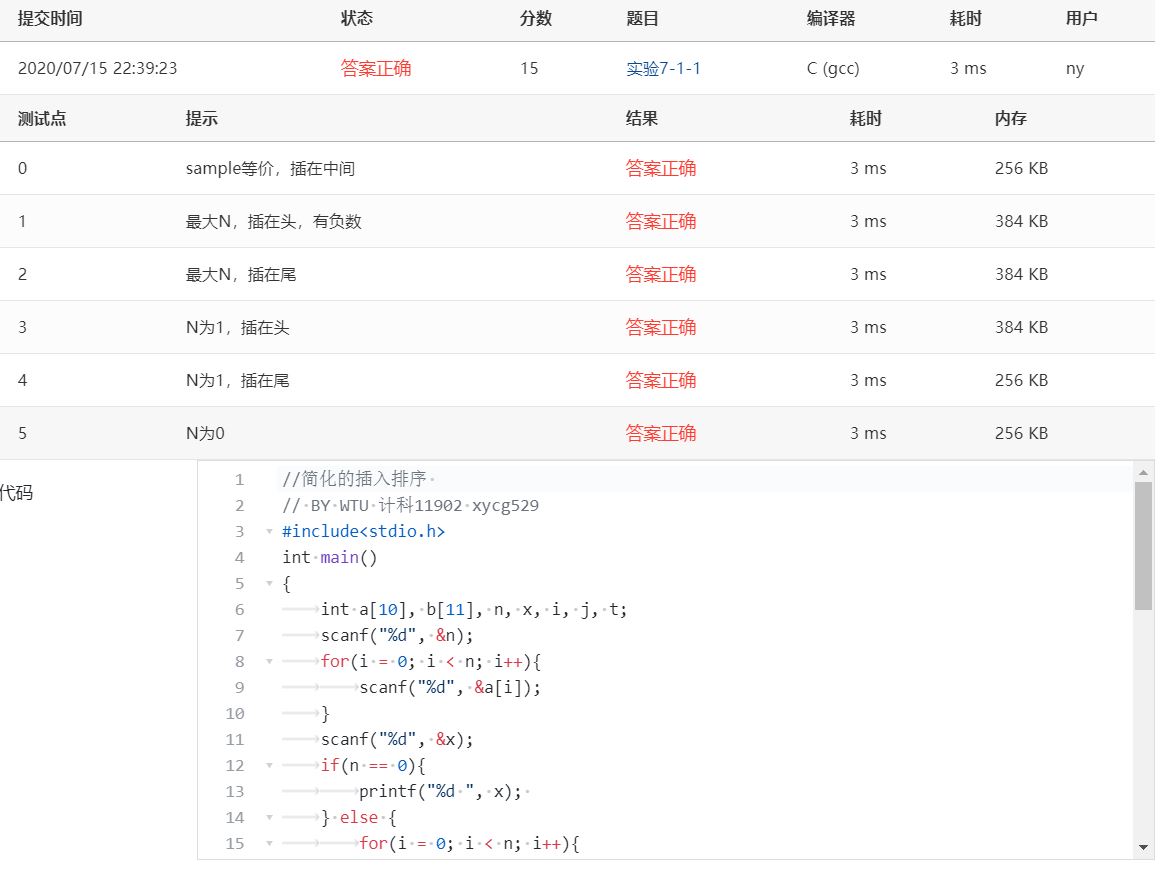 提交时间 状态 分数 题目 编译器 耗时 用户
2020/07/15 22:39:23 答案正确 15 实验7-1-1 C (gcc) 3 ms ny
测试点 提示 结果 耗时 内存
0 sample等价，插在中间 答案正确 3 ms 256 KB
1 最大N，插在头，有负数 答案正确 3 ms 384 KB
2 最大N，插在尾 答案正确 3 ms 384 KB
3 N为1，插在头 答案正确 3 ms 384 KB
4 N为1，插在尾 答案正确 3 ms 256 KB
5 N为0 答案正确 3 ms 256 KB
代码
1 //简化的插入排序
2 // BY WTU 计科11902 xycg529
3 #include<stdio.h>
4 int main()
5 {
6 int a[10], b[11], n, x, i, j, t;
7 scanf("%d", &n);
8 for(i = 0; i < n; i++){
9 scanf("%d", &a[i]);
10 }
11 scanf("%d", &x);
12 if(n == 0){
13 printf("%d ", x);
14 } else {
15 for(i = 0; i < n; i++){